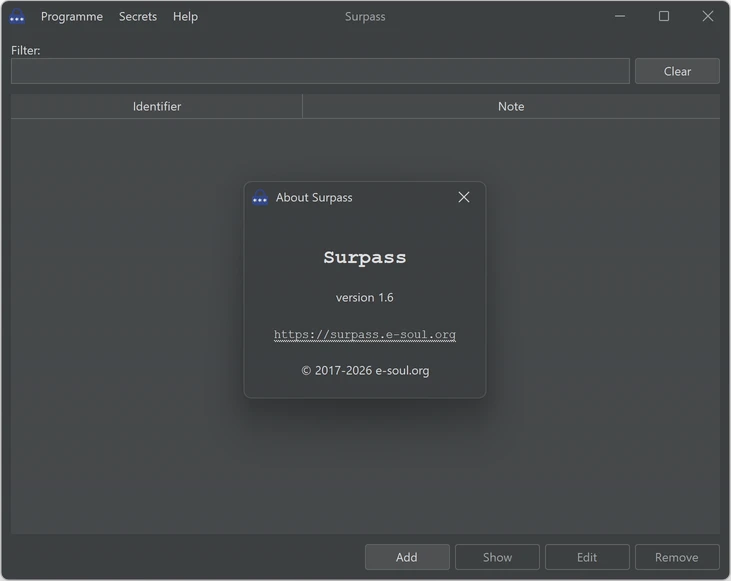 Programme Secrets Help Surpass
Filter:
Clear
Identifier Note
About Surpass
Surpass
version 1.6
https://surpass.e-soul.org
© 2017-2026 e-soul.org
Add Show Edit Remove